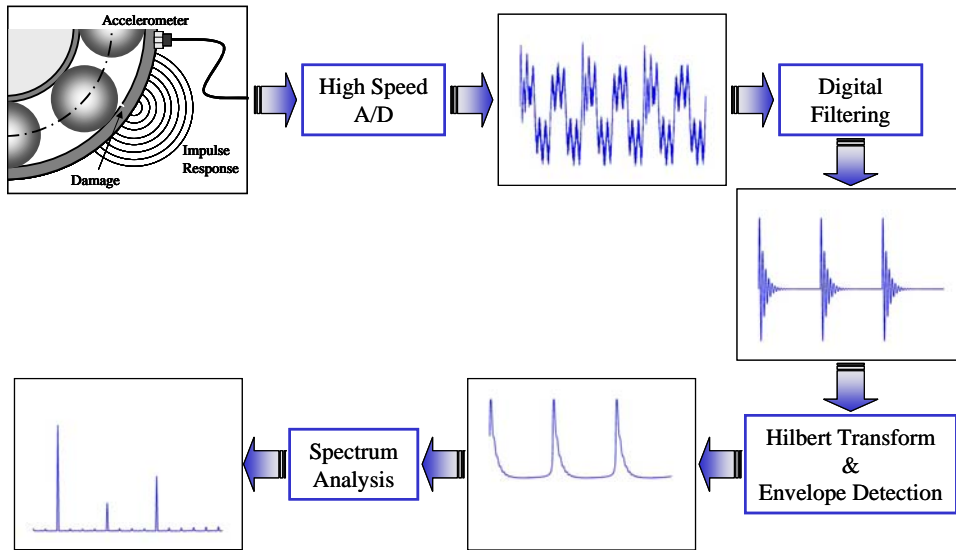 Accelerometer
Impulse
Response
Damage
High Speed
A/D
Digital
Filtering
Hilbert Transform
&
Envelope Detection
Spectrum
Analysis